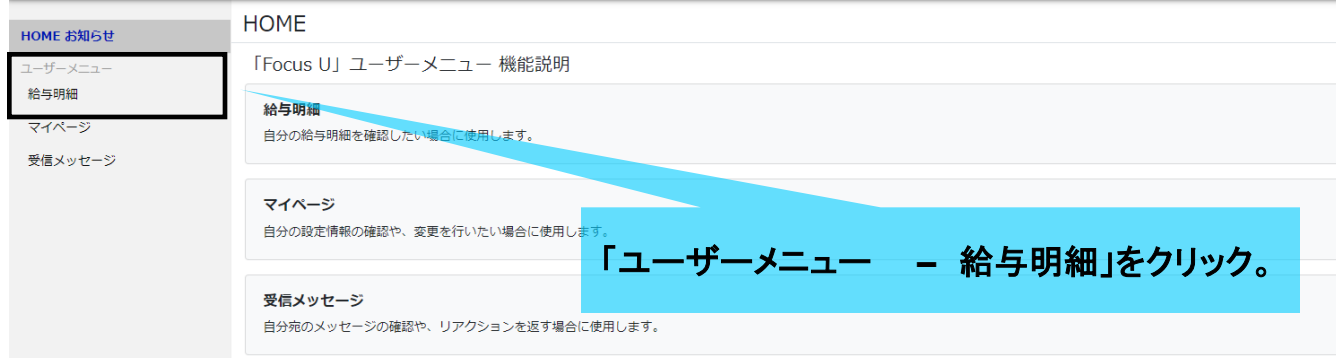 HOME お知らせ
ユーザーメニュー
給与明細
マイページ
受信メッセージ
HOME
「Focus U」ユーザーメニュー 機能説明
給与明細
自分の給与明細を確認したい場合に使用します。
マイページ
自分の設定情報の確認や、変更を行いたい場合に使用します。
受信メッセージ
自分宛のメッセージの確認や、リアクションを返す場合に使用します。
「ユーザーメニュー － 給与明細」をクリック。